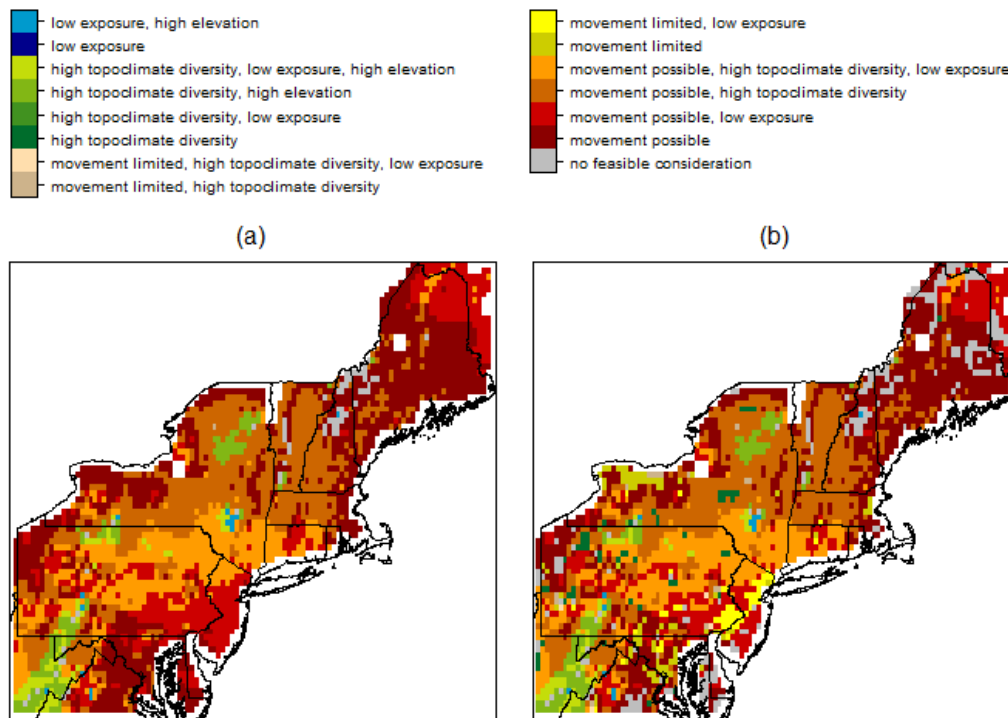 low exposure, high elevation
low exposure
high topoclimate diversity, low exposure, high elevation
high topoclimate diversity, high elevation
high topoclimate diversity, low exposure
high topoclimate diversity
movement limited, high topoclimate diversity, low exposure
movement limited, high topoclimate diversity
movement limited, low exposure
movement limited
movement possible, high topoclimate diversity, low exposure
movement possible, high topoclimate diversity
movement possible, low exposure
movement possible
no feasible consideration
(a)
(b)